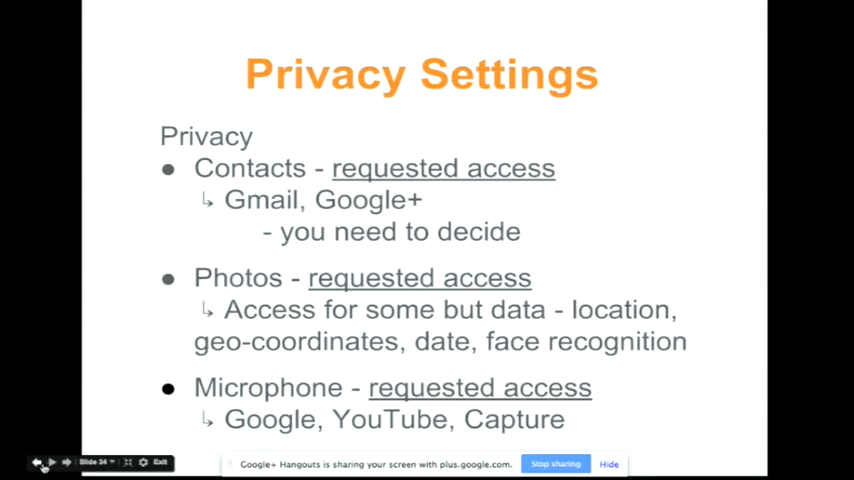 Privacy Settings
Privacy
● Contacts - requested access
↳ Gmail, Google+
- you need to decide
● Photos - requested access
↳ Access for some but data - location,
geo-coordinates, date, face recognition
● Microphone - requested access
↳ Google, YouTube, Capture
Slide 34 Exit
Google+ Hangouts is sharing your screen with plus.google.com. Stop sharing Hide